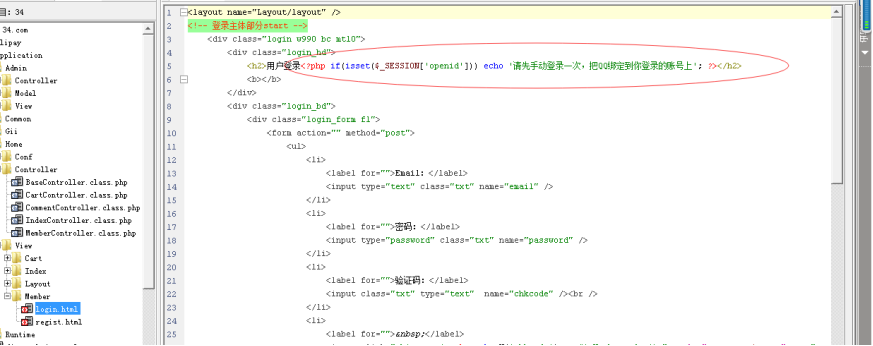 目: 34
34.com
lipay
pplication
Admin
Controller
Model
View
Common
Gii
Home
Conf
Controller
BaseController.class.php
CartController.class.php
CommentController.class.php
IndexController.class.php
MemberController.class.php
View
Cart
Index
Layout
Member
login.html
regist.html
Runtime
1 <layout name="Layout/layout" />
2 <!-- 登录主体部分start -->
3 <div class="login w990 bc mt10">
4 <div class="login_hd">
5 <h2>用户登录<?php if(isset($_SESSION['openid'])) echo '请先手动登录一次，把QQ绑定到你登录的账号上'; ?></h2>
6 <b></b>
7 </div>
8 <div class="login_bd">
9 <div class="login_form fl">
10 <form action="" method="post">
11 <ul>
12 <li>
13 <label for="">Email: </label>
14 <input type="text" class="txt" name="email" />
15 </li>
16 <li>
17 <label for="">密码: </label>
18 <input type="password" class="txt" name="password" />
19 </li>
20 <li>
21 <label for="">验证码: </label>
22 <input class="txt" type="text"  name="chkcode" /><br />
23 </li>
24 <li>
25 <label for="">&nbsp;</label>